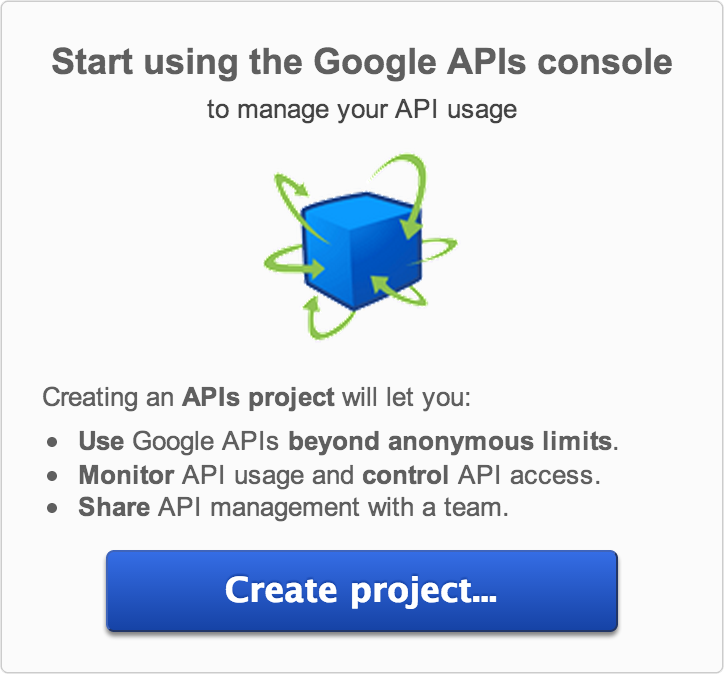 Start using the Google APIs console
to manage your API usage
Creating an APIs project will let you:
• Use Google APIs beyond anonymous limits.
• Monitor API usage and control API access.
• Share API management with a team.
Create project...